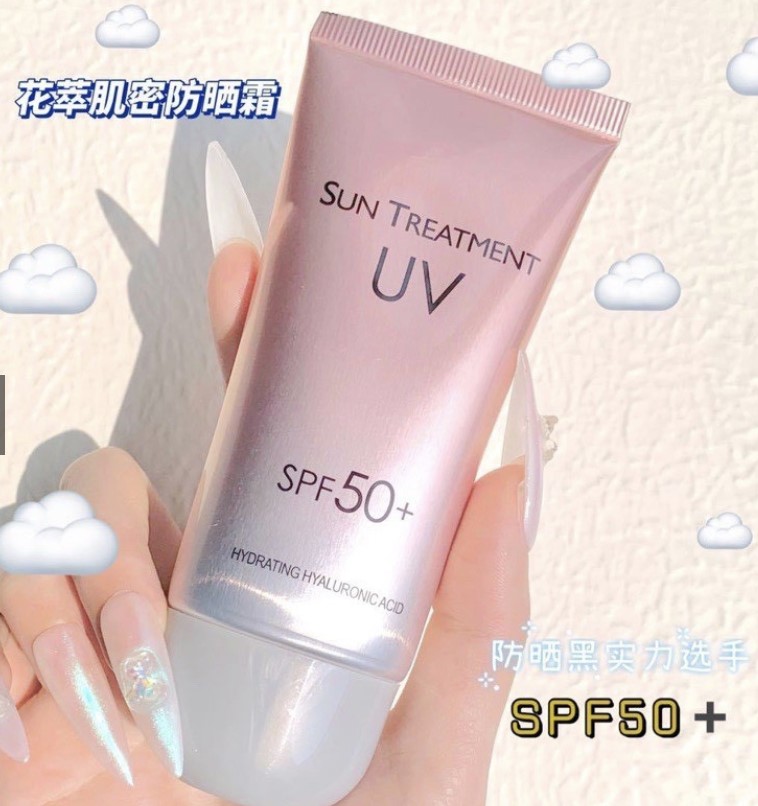 花萃肌密防晒霜
SUN TREATMENT
UV
SPF50+
HYDRATING HYALURONIC ACID
防晒黑实力选手
SPF50+